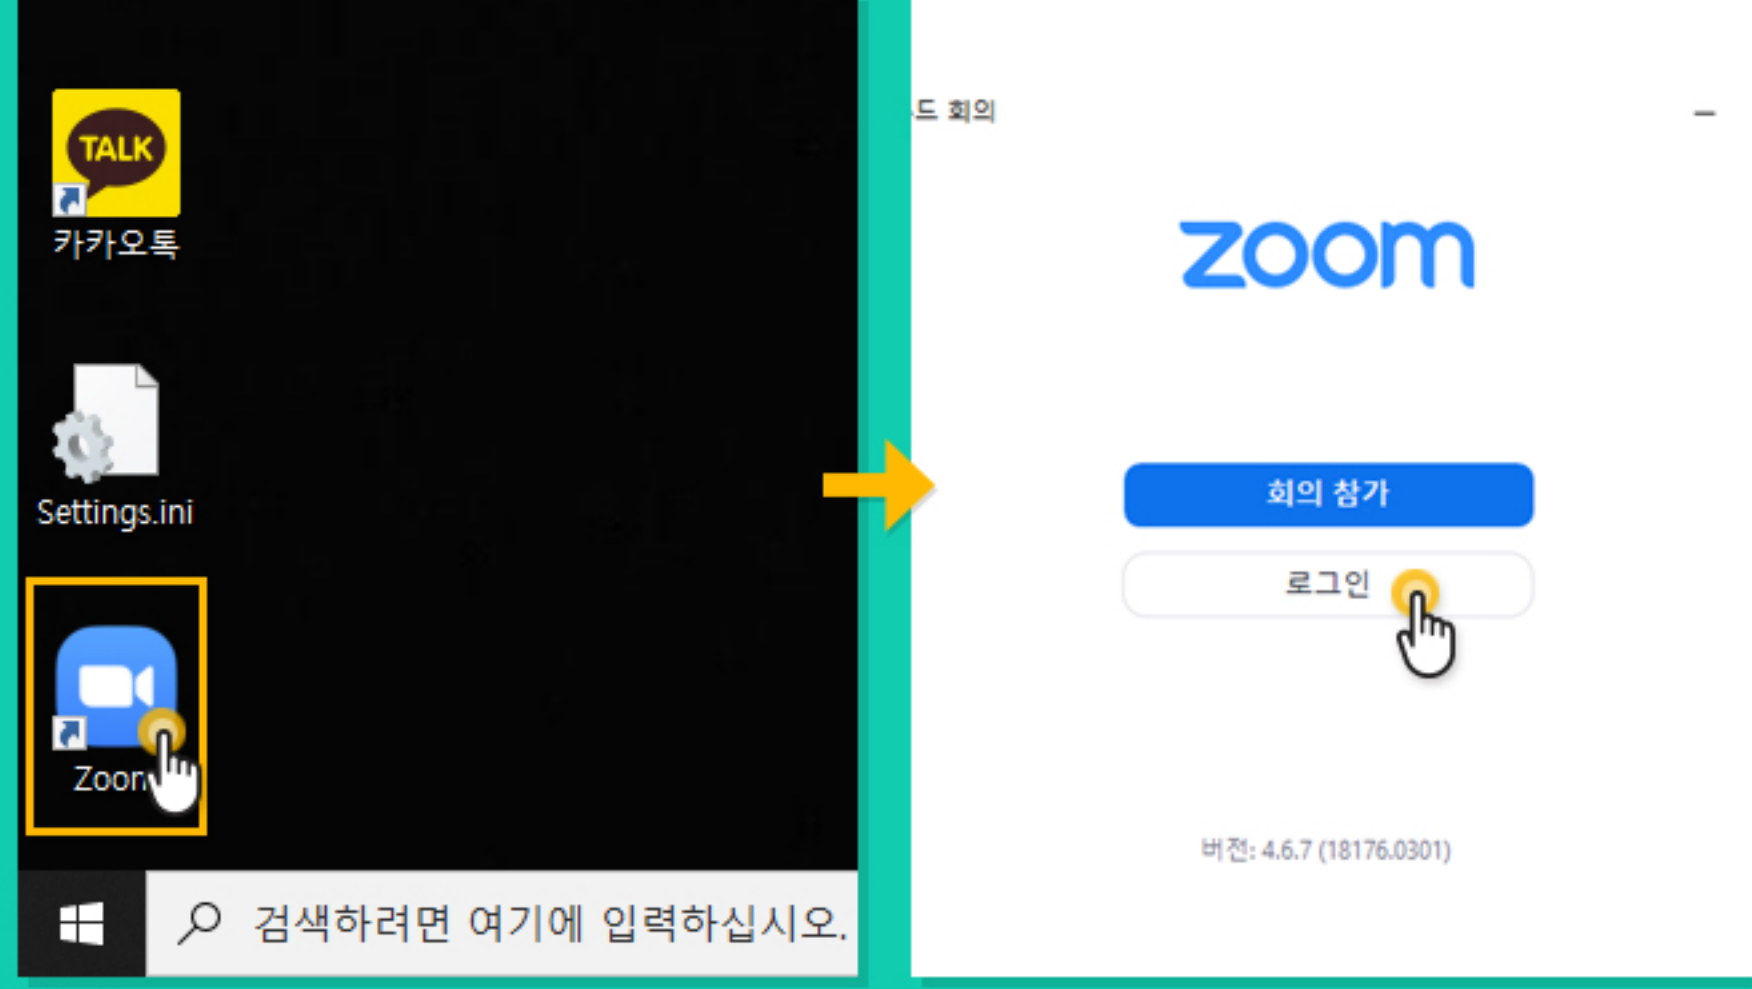 TALK
카카오톡
Settings.ini
Zoom
검색하려면 여기에 입력하십시오.
드 회의
zoom
회의 참가
로그인
버전: 4.6.7 (18176.0301)